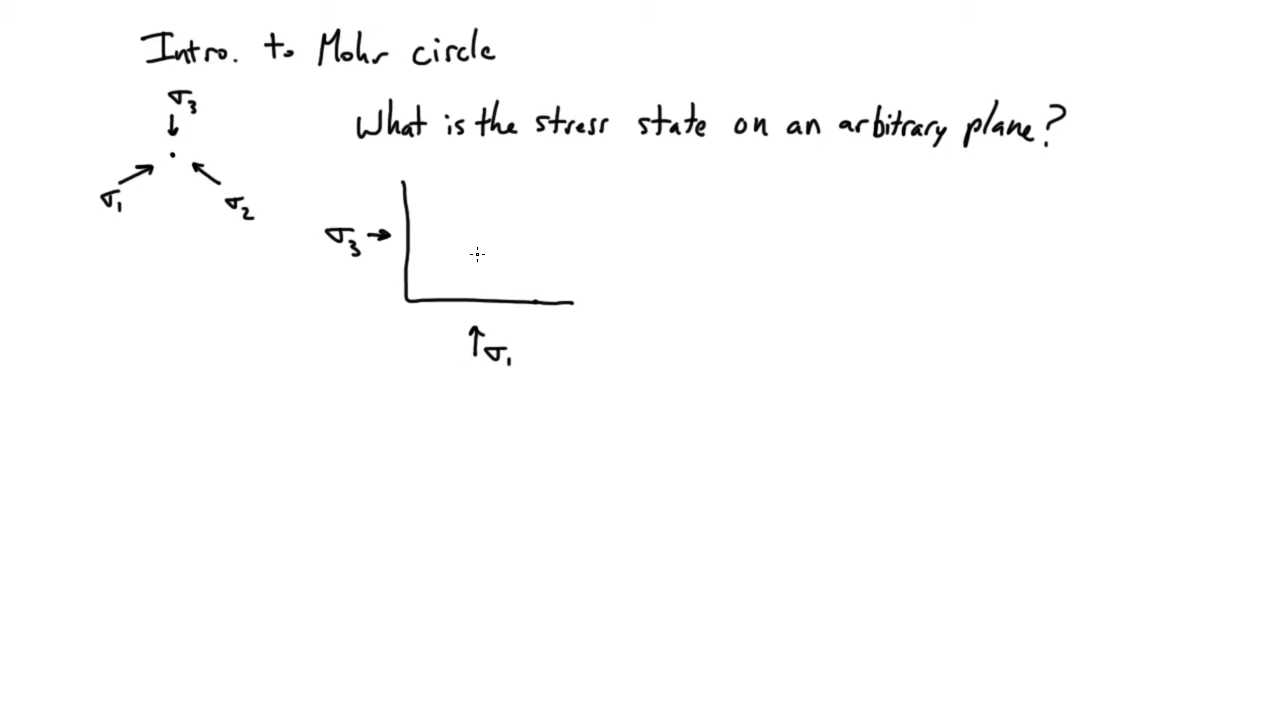 Intro. to Mohr circle
σ3
What is the stress state on an arbitrary plane?
σ1
σ2
σ3
σ1